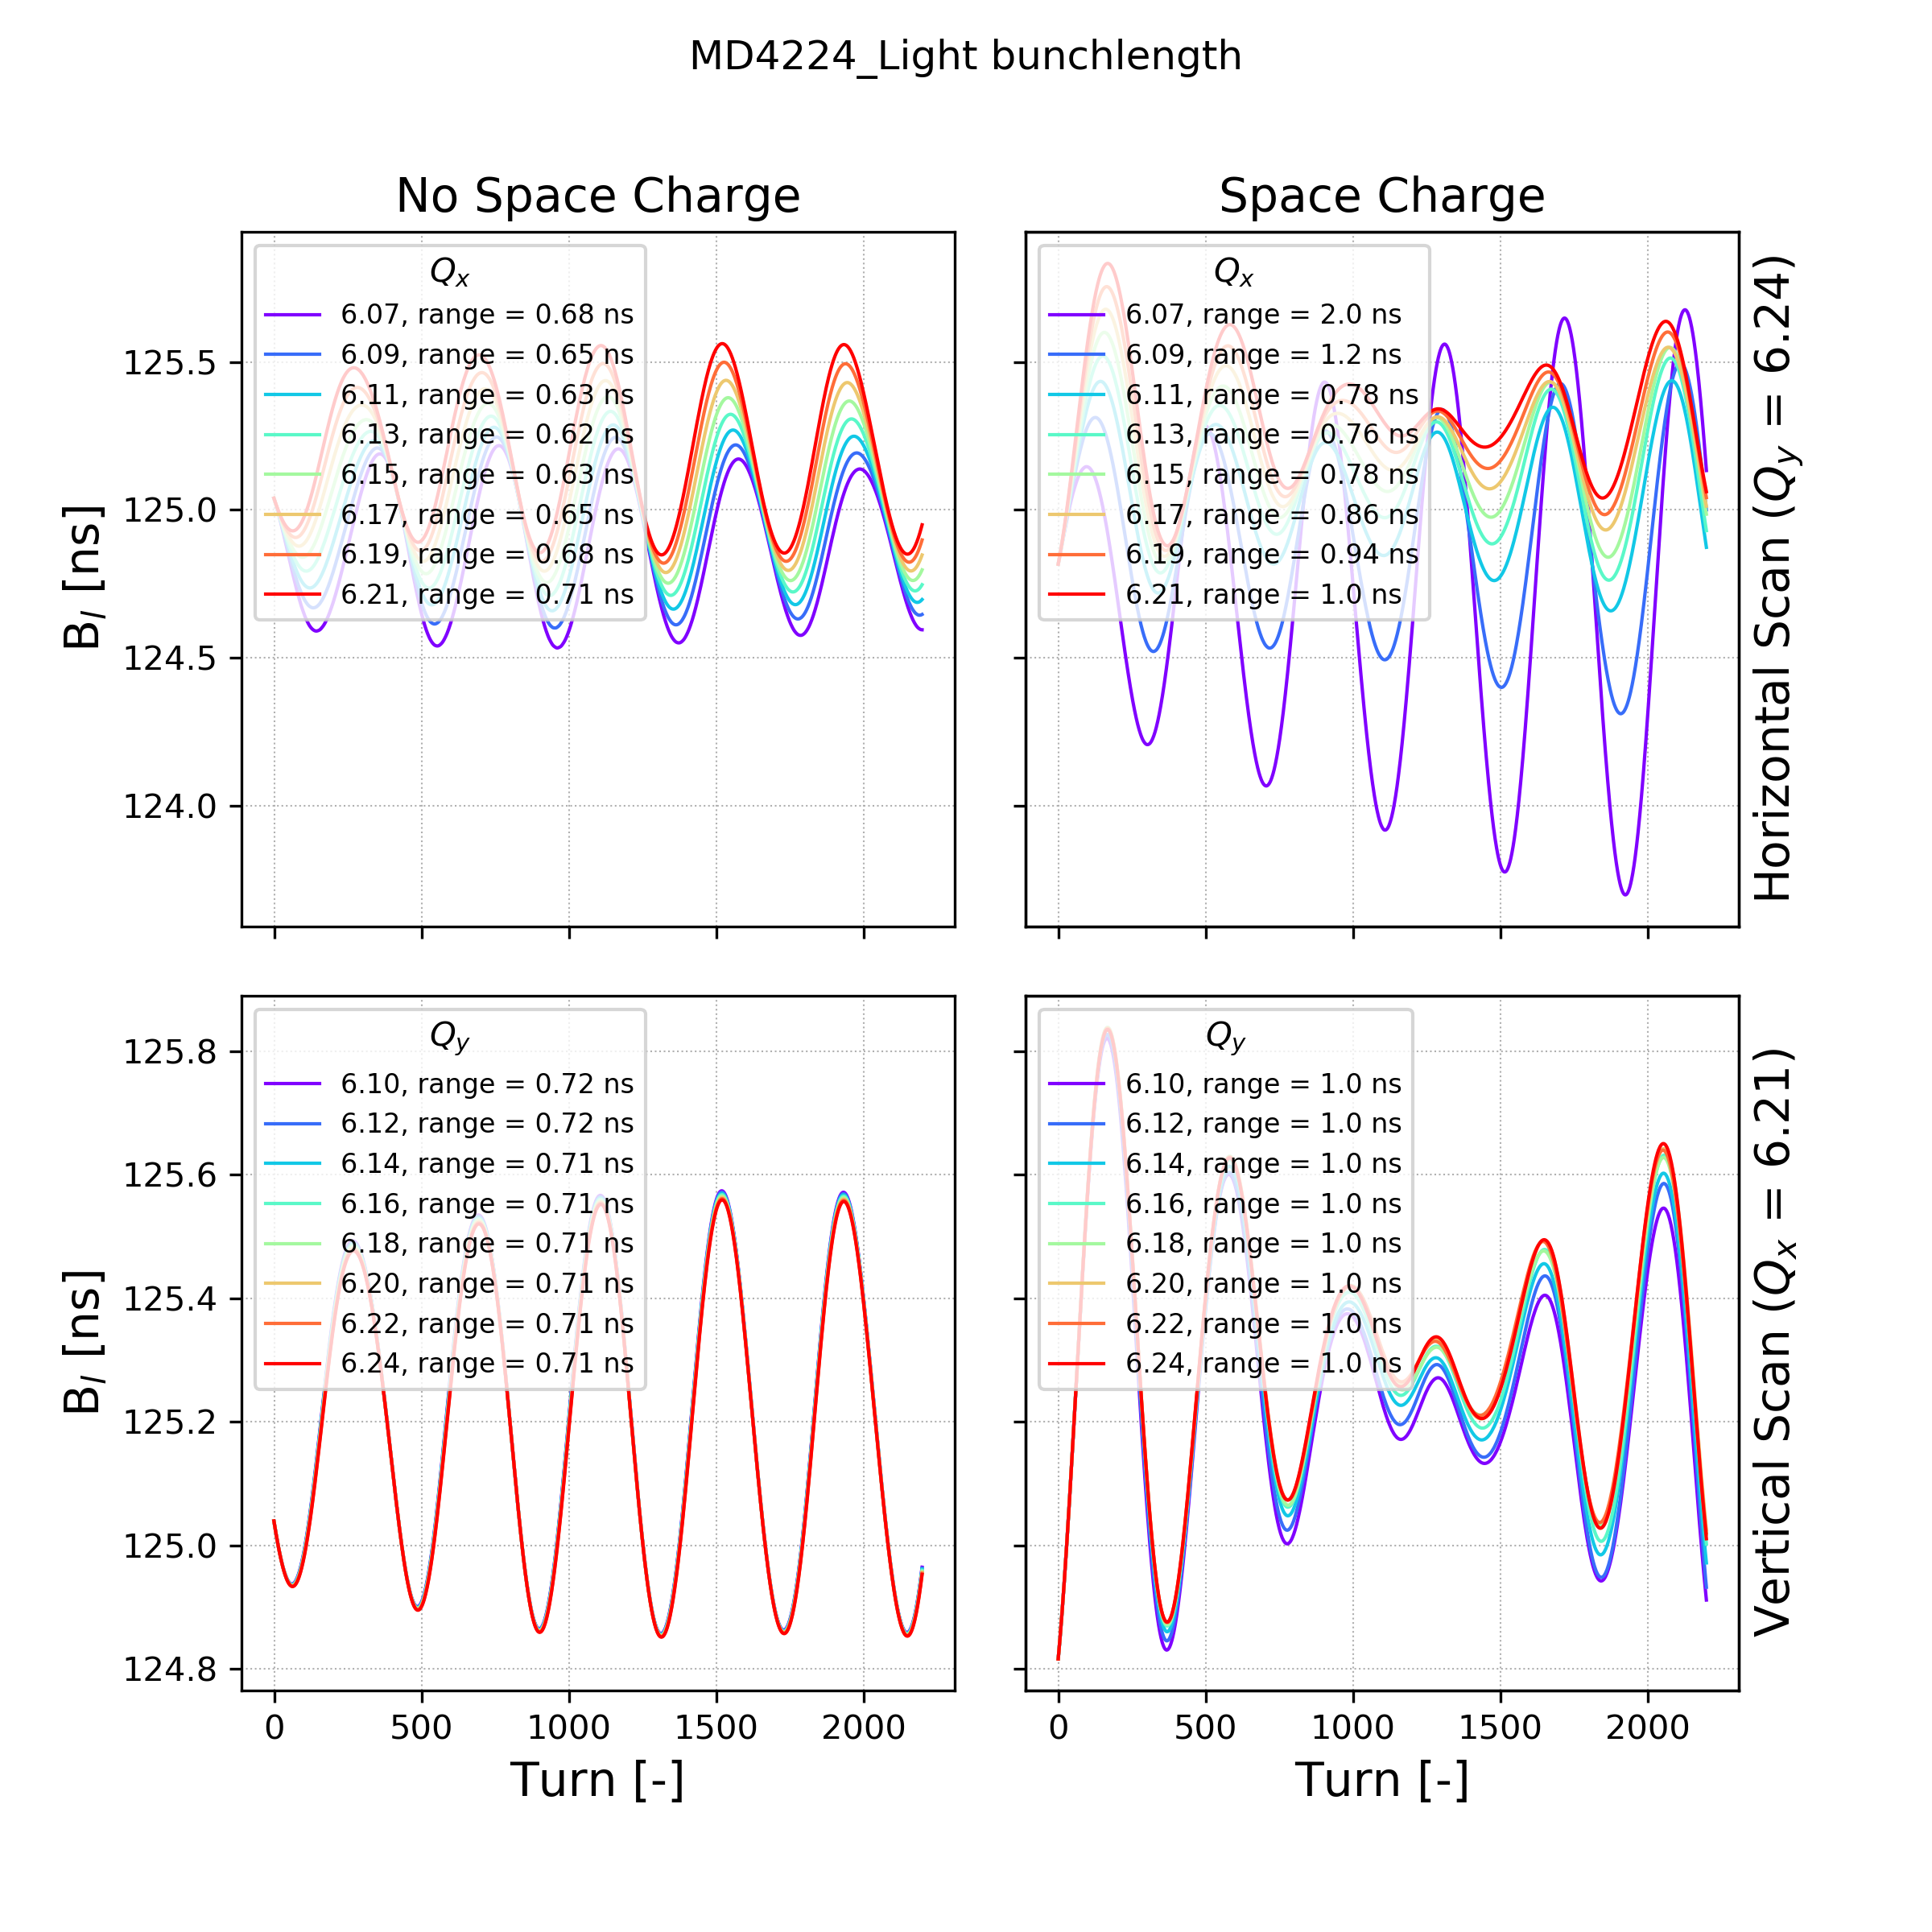 MD4224_Light bunchlength
No Space Charge
Space Charge
Qx
6.07, range = 0.68 ns
6.09, range = 0.65 ns
6.11, range = 0.63 ns
6.13, range = 0.62 ns
6.15, range = 0.63 ns
6.17, range = 0.65 ns
6.19, range = 0.68 ns
6.21, range = 0.71 ns
125.5
125.0
124.5
124.0
Bl [ns]
Qx
6.07, range = 2.0 ns
6.09, range = 1.2 ns
6.11, range = 0.78 ns
6.13, range = 0.76 ns
6.15, range = 0.78 ns
6.17, range = 0.86 ns
6.19, range = 0.94 ns
6.21, range = 1.0 ns
Horizontal Scan (Qy = 6.24)
Qy
6.10, range = 0.72 ns
6.12, range = 0.72 ns
6.14, range = 0.71 ns
6.16, range = 0.71 ns
6.18, range = 0.71 ns
6.20, range = 0.71 ns
6.22, range = 0.71 ns
6.24, range = 0.71 ns
125.8
125.6
125.4
125.2
125.0
124.8
Bl [ns]
0 500 1000 1500 2000
Turn [-]
Qy
6.10, range = 1.0 ns
6.12, range = 1.0 ns
6.14, range = 1.0 ns
6.16, range = 1.0 ns
6.18, range = 1.0 ns
6.20, range = 1.0 ns
6.22, range = 1.0 ns
6.24, range = 1.0 ns
0 500 1000 1500 2000
Turn [-]
Vertical Scan (Qx = 6.21)